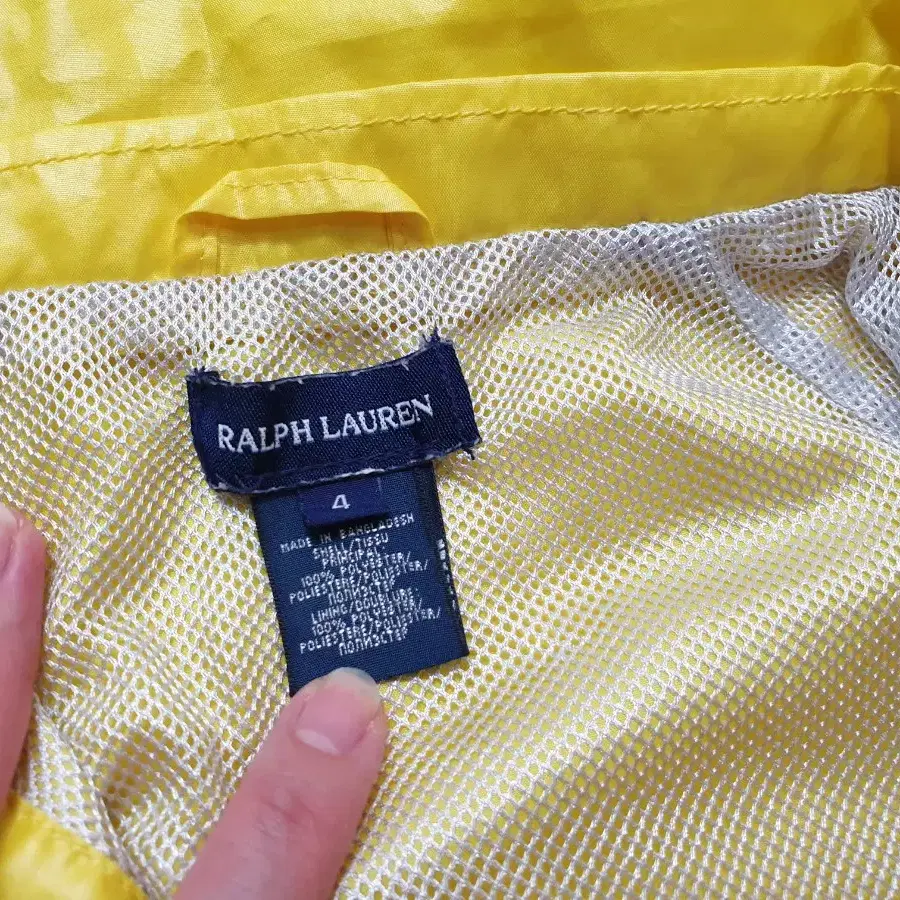 RALPH LAUREN
4
MADE IN BANGLADESH
SHELL/TISSU
PRINCIPAL
100% POLYESTER/
POLIESTERE/POLIESTER/
ПОЛИЭСТЕР
LINING/DOUBLURE
100% POLYESTER/
POLIESTERE/POLIESTER/
ПОЛИЭСТЕР